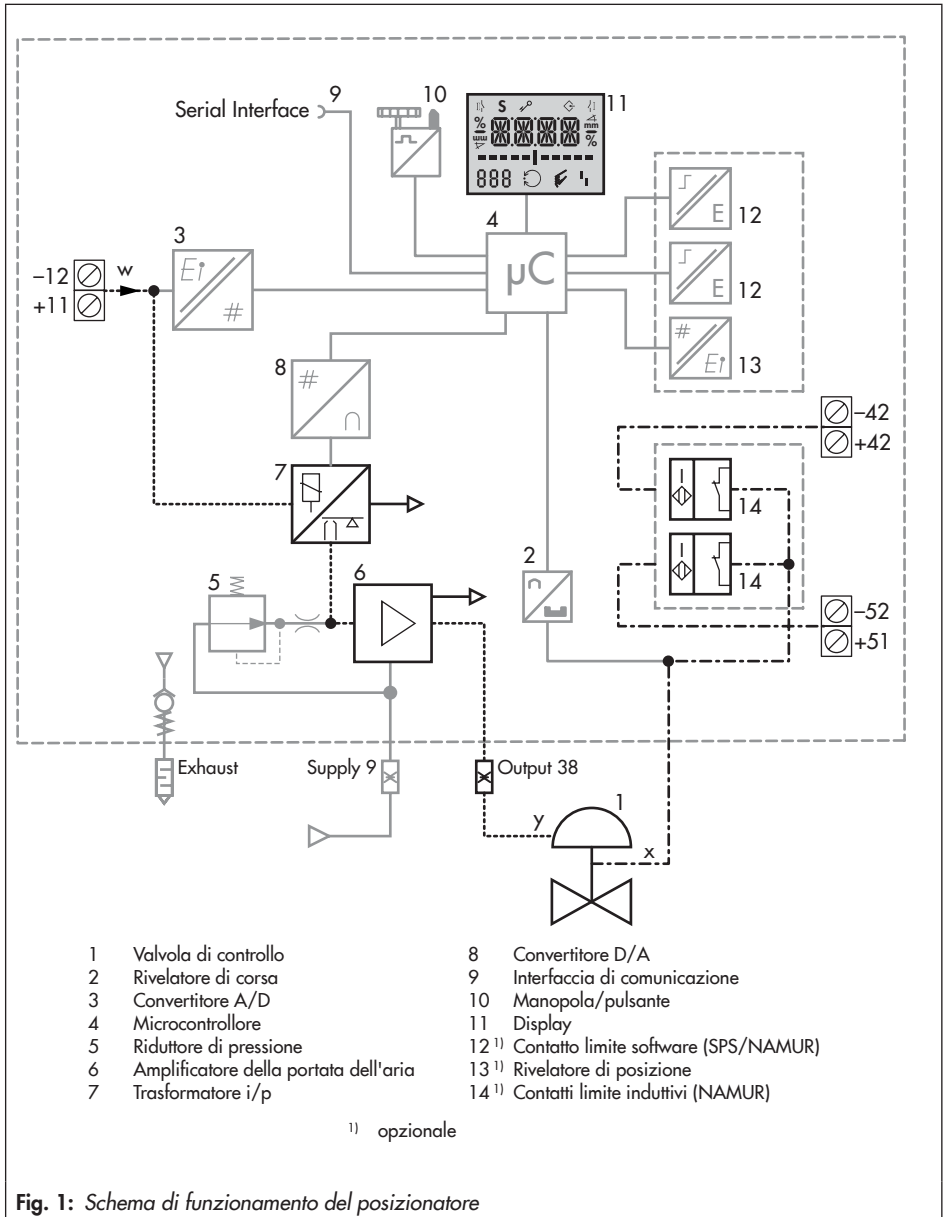 Serial Interface 9
10
11
S
%
mm
mm
%
888
4
µC
E 12
E 12
#
Ei 13
3
Ei
#
−12
+11
w
8
#
7
−42
+42
14
14
2
−52
+51
5
6
Exhaust
Supply 9
Output 38
y
1
x
1 Valvola di controllo
2 Rivelatore di corsa
3 Convertitore A/D
4 Microcontrollore
5 Riduttore di pressione
6 Amplificatore della portata dell'aria
7 Trasformatore i/p
8 Convertitore D/A
9 Interfaccia di comunicazione
10 Manopola/pulsante
11 Display
12 1) Contatto limite software (SPS/NAMUR)
13 1) Rivelatore di posizione
14 1) Contatti limite induttivi (NAMUR)
1) opzionale
Fig. 1: Schema di funzionamento del posizionatore